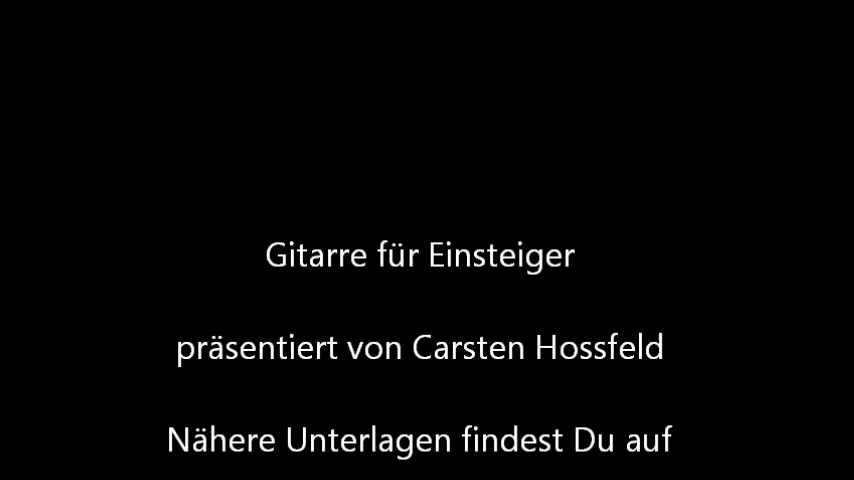 Gitarre für Einsteiger
präsentiert von Carsten Hossfeld
Nähere Unterlagen findest Du auf